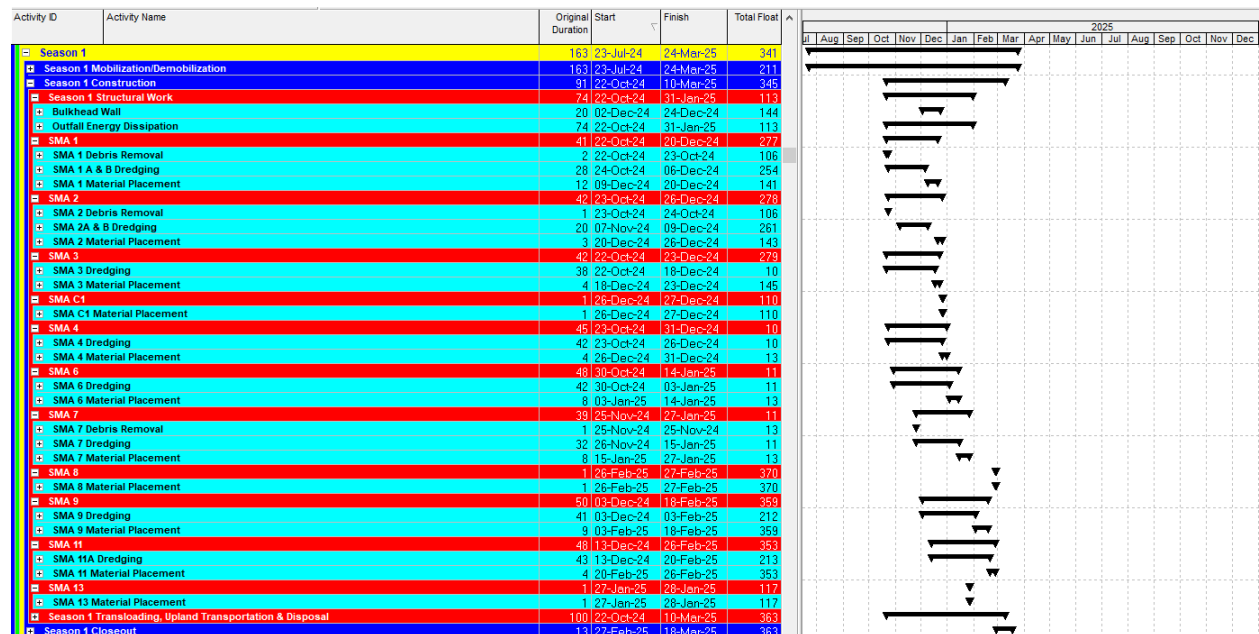 Activity ID Activity Name Original Duration Start Finish Total Float
2025
Aug Sep Oct Nov Dec Jan Feb Mar Apr May Jun Jul Aug Sep Oct Nov Dec
Season 1 163 23-Jul-24 24-Mar-25 341
Season 1 Mobilization/Demobilization 163 23-Jul-24 24-Mar-25 211
Season 1 Construction 91 22-Oct-24 10-Mar-25 345
Season 1 Structural Work 74 22-Oct-24 31-Jan-25 113
Bulkhead Wall 20 02-Dec-24 24-Dec-24 144
Outfall Energy Dissipation 74 22-Oct-24 31-Jan-25 113
SMA 1 41 22-Oct-24 20-Dec-24 277
SMA 1 Debris Removal 2 22-Oct-24 23-Oct-24 106
SMA 1 A & B Dredging 28 24-Oct-24 06-Dec-24 254
SMA 1 Material Placement 12 09-Dec-24 20-Dec-24 141
SMA 2 42 23-Oct-24 26-Dec-24 278
SMA 2 Debris Removal 1 23-Oct-24 24-Oct-24 106
SMA 2A & B Dredging 20 07-Nov-24 09-Dec-24 261
SMA 2 Material Placement 3 20-Dec-24 26-Dec-24 143
SMA 3 42 22-Oct-24 23-Dec-24 279
SMA 3 Dredging 38 22-Oct-24 18-Dec-24 10
SMA 3 Material Placement 4 18-Dec-24 23-Dec-24 145
SMA C1 1 26-Dec-24 27-Dec-24 110
SMA C1 Material Placement 1 26-Dec-24 27-Dec-24 110
SMA 4 45 23-Oct-24 31-Dec-24 10
SMA 4 Dredging 42 23-Oct-24 26-Dec-24 10
SMA 4 Material Placement 4 26-Dec-24 31-Dec-24 13
SMA 6 48 30-Oct-24 14-Jan-25 11
SMA 6 Dredging 42 30-Oct-24 03-Jan-25 11
SMA 6 Material Placement 8 03-Jan-25 14-Jan-25 13
SMA 7 39 25-Nov-24 27-Jan-25 11
SMA 7 Debris Removal 1 25-Nov-24 25-Nov-24 13
SMA 7 Dredging 32 26-Nov-24 15-Jan-25 11
SMA 7 Material Placement 8 15-Jan-25 27-Jan-25 13
SMA 8 1 26-Feb-25 27-Feb-25 370
SMA 8 Material Placement 1 26-Feb-25 27-Feb-25 370
SMA 9 50 03-Dec-24 18-Feb-25 359
SMA 9 Dredging 41 03-Dec-24 03-Feb-25 212
SMA 9 Material Placement 9 03-Feb-25 18-Feb-25 359
SMA 11 48 13-Dec-24 26-Feb-25 353
SMA 11A Dredging 43 13-Dec-24 20-Feb-25 213
SMA 11 Material Placement 4 20-Feb-25 26-Feb-25 353
SMA 13 1 27-Jan-25 28-Jan-25 117
SMA 13 Material Placement 1 27-Jan-25 28-Jan-25 117
Season 1 Transloading, Upland Transportation & Disposal 100 22-Oct-24 10-Mar-25 363
Season 1 Closeout 13 27-Feb-25 18-Mar-25 363